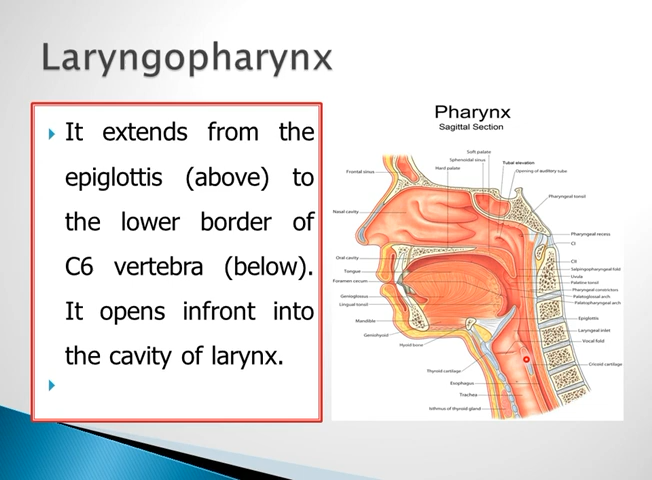 Laryngopharynx
It extends from the
epiglottis (above) to
the lower border of
C6 vertebra (below).
It opens infront into
the cavity of larynx.
Pharynx
Sagittal Section
Soft palate
Sphenoidal sinus
Tubal elevation
Hard palate
Opening of auditory tube
Frontal sinus
Pharyngeal tonsil
Nasal cavity
Pharyngeal recess
CI
Oral cavity
CII
Tongue
Salpingopharyngeal fold
Uvula
Foramen cecum
Palatine tonsil
Pharyngeal constrictors
Genioglossus
Palatoglossal arch
Lingual tonsil
Palatopharyngeal arch
Mandible
Epiglottis
Geniohyoid
Laryngeal inlet
Hyoid bone
Vocal fold
Thyroid cartilage
Cricoid cartilage
Esophagus
Trachea
Isthmus of thyroid gland